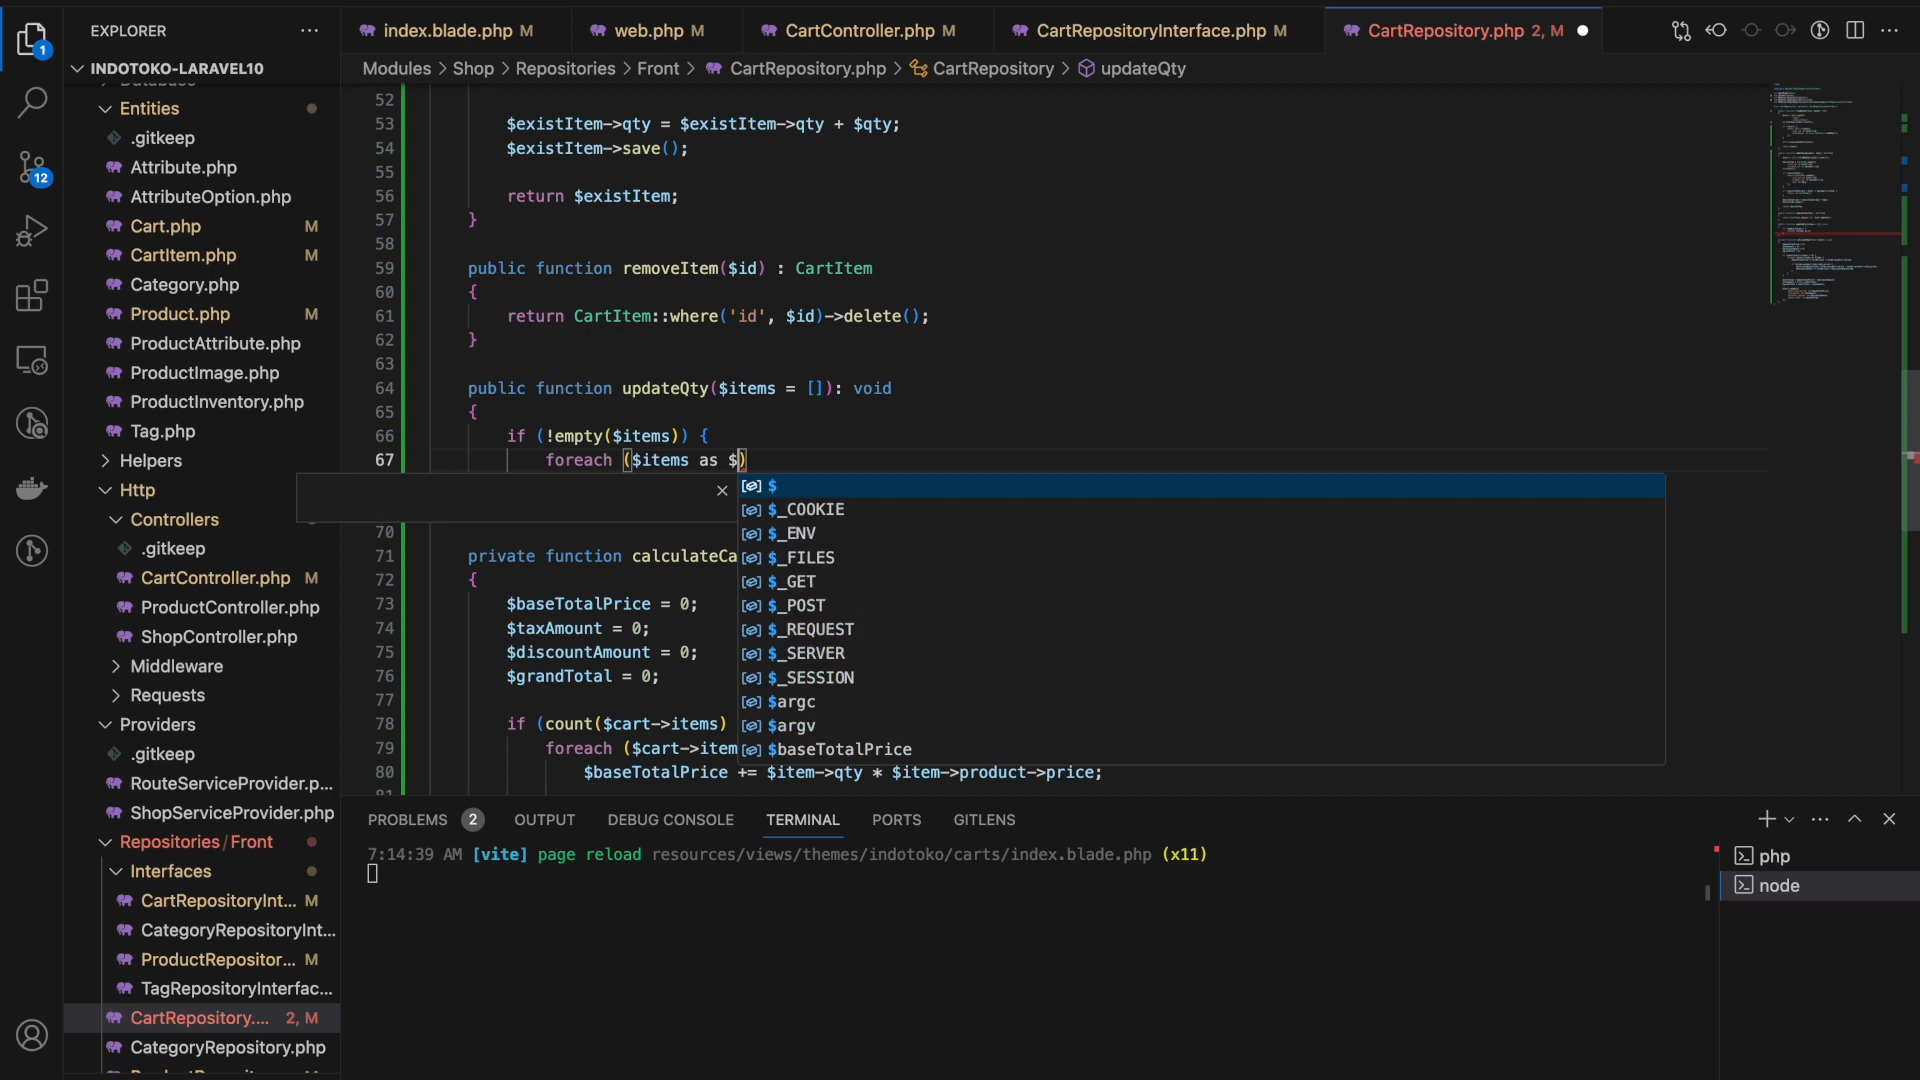 EXPLORER
INDOTOKO-LARAVEL10
Entities
.gitkeep
Attribute.php
AttributeOption.php
Cart.php M
CartItem.php M
Category.php
Product.php M
ProductAttribute.php
ProductImage.php
ProductInventory.php
Tag.php
Helpers
Http
Controllers
.gitkeep
CartController.php M
ProductController.php
ShopController.php
Middleware
Requests
Providers
.gitkeep
RouteServiceProvider.p...
ShopServiceProvider.php
Repositories / Front
Interfaces
CartRepositoryInt... M
CategoryRepositoryInt...
ProductRepositor... M
TagRepositoryInterfac...
CartRepository.... 2, M
CategoryRepository.php
1
12
index.blade.php M
web.php M
CartController.php M
CartRepositoryInterface.php M
CartRepository.php 2, M
Modules > Shop > Repositories > Front > CartRepository.php > CartRepository > updateQty
52
53 $existItem->qty = $existItem->qty + $qty;
54 $existItem->save();
55
56 return $existItem;
57 }
58
59 public function removeItem($id) : CartItem
60 {
61 return CartItem::where('id', $id)->delete();
62 }
63
64 public function updateQty($items = []): void
65 {
66 if (!empty($items)) {
67 foreach ($items as $)
$
$_COOKIE
$_ENV
$_FILES
$_GET
$_POST
$_REQUEST
$_SERVER
$_SESSION
$argc
$argv
$baseTotalPrice
70
71 private function calculateCa
72 {
73 $baseTotalPrice = 0;
74 $taxAmount = 0;
75 $discountAmount = 0;
76 $grandTotal = 0;
77
78 if (count($cart->items)
79 foreach ($cart->item
80 $baseTotalPrice += $item->qty * $item->product->price;
81
PROBLEMS 2 OUTPUT DEBUG CONSOLE TERMINAL PORTS GITLENS
7:14:39 AM [vite] page reload resources/views/themes/indotoko/carts/index.blade.php (x11)
php
node